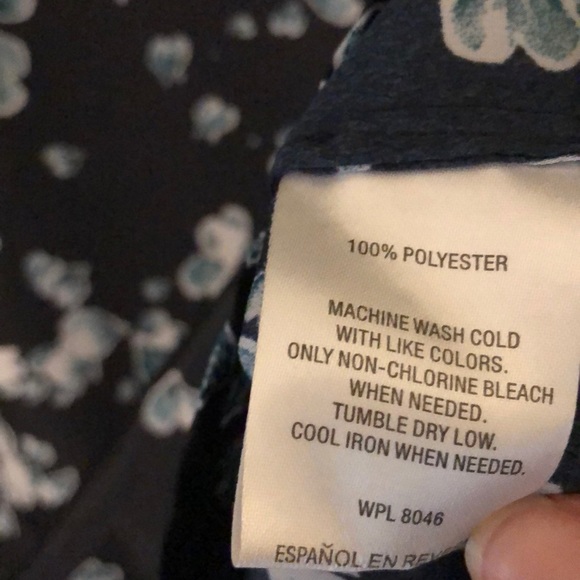 100% POLYESTER
MACHINE WASH COLD
WITH LIKE COLORS.
ONLY NON-CHLORINE BLEACH
WHEN NEEDED.
TUMBLE DRY LOW.
COOL IRON WHEN NEEDED.
WPL 8046
ESPAÑOL EN